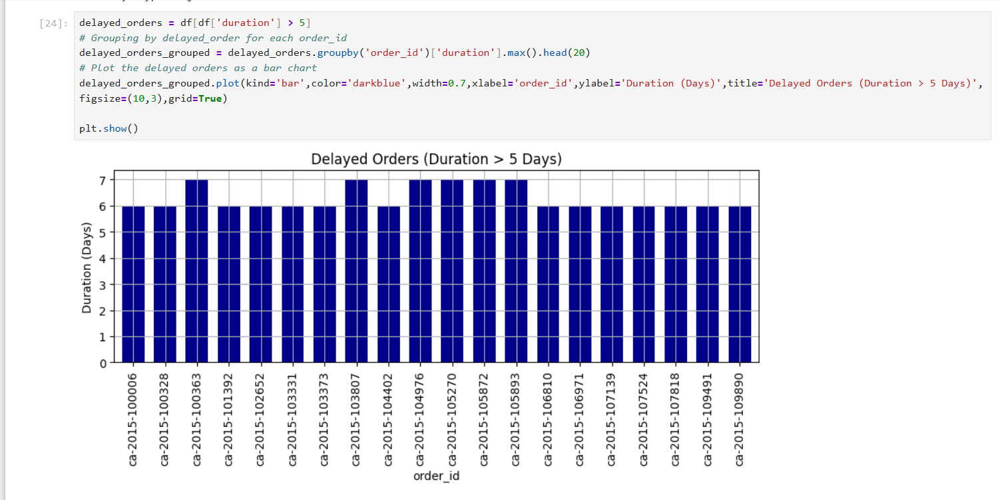 [24]:
delayed_orders = df[df['duration'] > 5]
# Grouping by delayed_order for each order_id
delayed_orders_grouped = delayed_orders.groupby('order_id')['duration'].max().head(20)
# Plot the delayed orders as a bar chart
delayed_orders_grouped.plot(kind='bar',color='darkblue',width=0.7,xlabel='order_id',ylabel='Duration (Days)',title='Delayed Orders (Duration > 5 Days)',
figsize=(10,3),grid=True)
plt.show()
Delayed Orders (Duration > 5 Days)
Duration (Days)
7
6
5
4
3
2
1
0
ca-2015-100006
ca-2015-100328
ca-2015-100363
ca-2015-101392
ca-2015-102652
ca-2015-103331
ca-2015-103373
ca-2015-103807
ca-2015-104402
ca-2015-104976
ca-2015-105270
ca-2015-105872
ca-2015-105893
ca-2015-106810
ca-2015-106971
ca-2015-107139
ca-2015-107524
ca-2015-107818
ca-2015-109491
ca-2015-109890
order_id